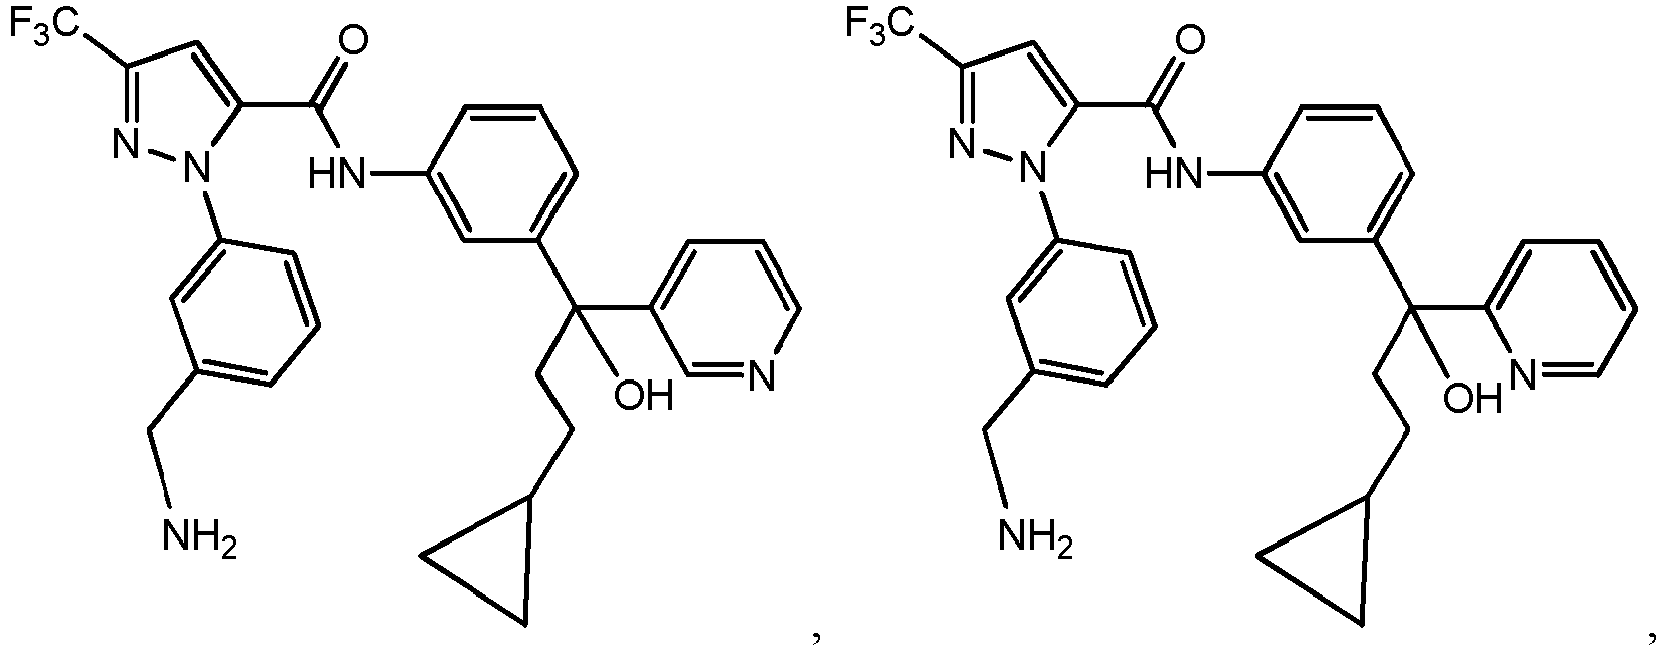 F3C O F3C O
N N HN N N HN
OH N OH N
NH2 , NH2 ,